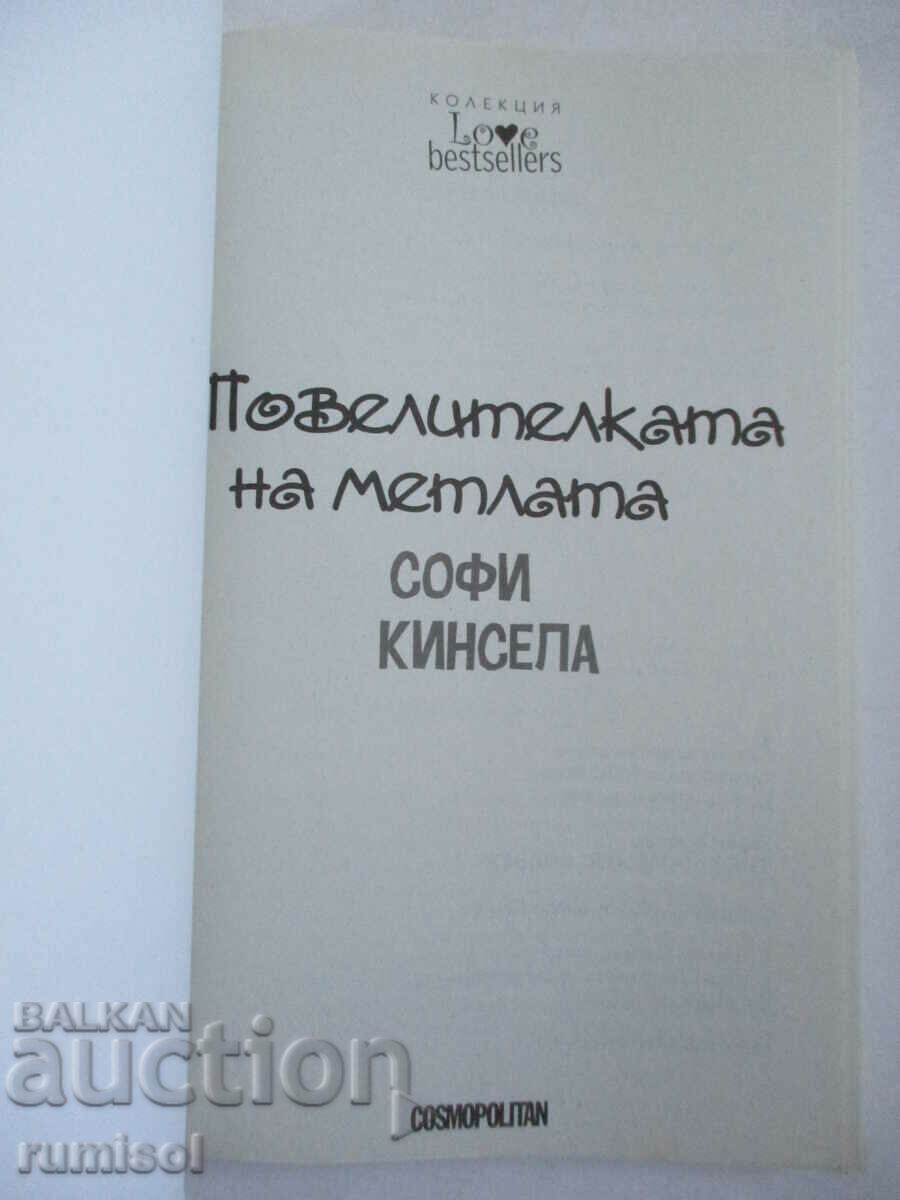 КОЛЕКЦИЯ
Love
bestsellers
Повелителката
на метлата
СОФИ
КИНСЕЛА
COSMOPOLITAN
BALKAN
auction
rumisol